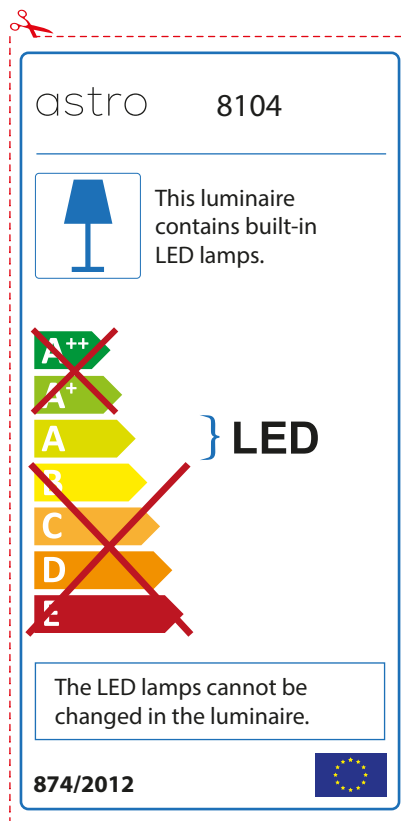 astro 8104
This luminaire
contains built-in
LED lamps.
A++
A+
A
LED
B
C
D
E
The LED lamps cannot be
changed in the luminaire.
874/2012